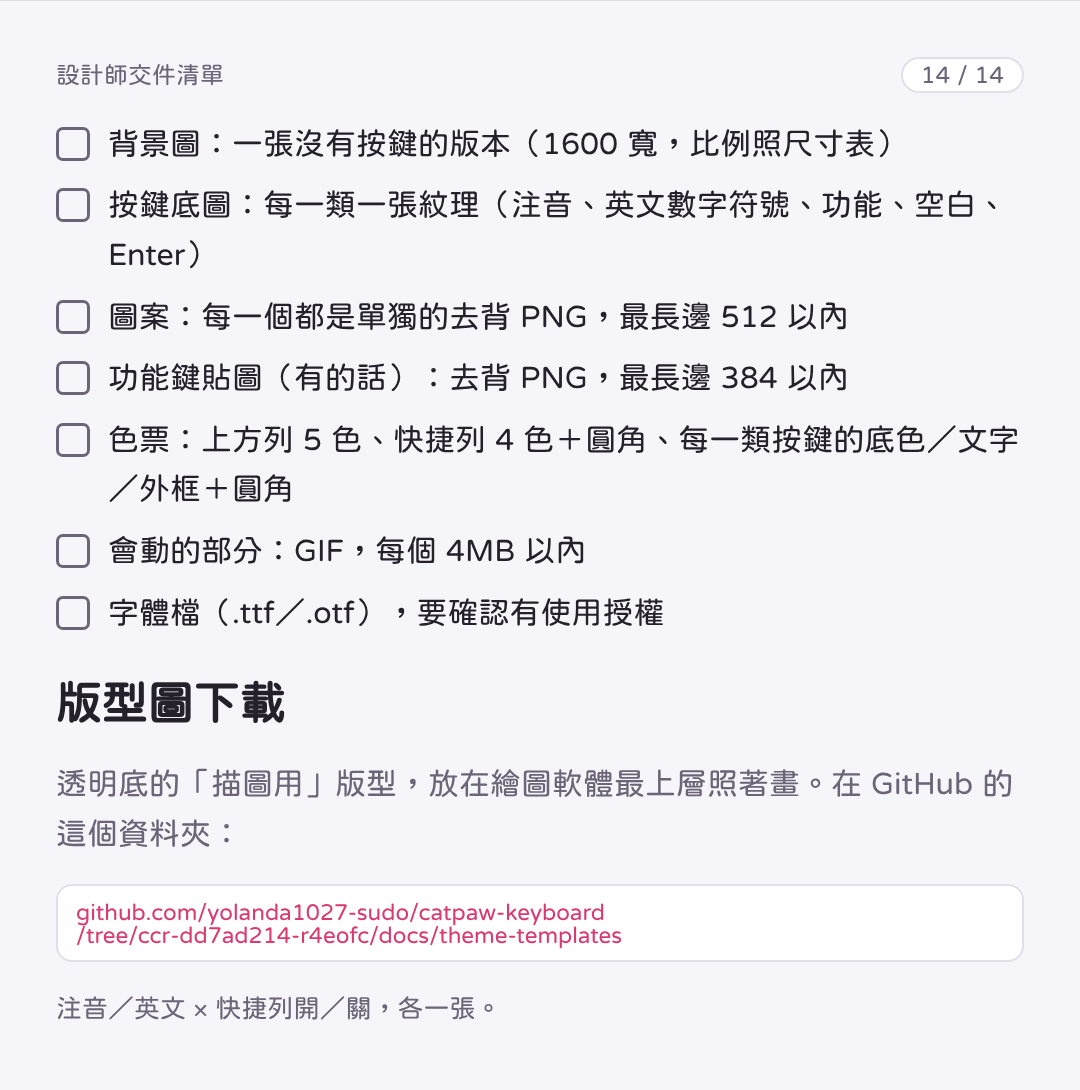 設計師交件清單
14 / 14
背景圖：一張沒有按鍵的版本（1600 寬，比例照尺寸表）
按鍵底圖：每一類一張紋理（注音、英文數字符號、功能、空白、
Enter）
圖案：每一個都是單獨的去背 PNG，最長邊 512 以內
功能鍵貼圖（有的話）：去背 PNG，最長邊 384 以內
色票：上方列 5 色、快捷列 4 色＋圓角、每一類按鍵的底色／文字
／外框＋圓角
會動的部分：GIF，每個 4MB 以內
字體檔（.ttf／.otf），要確認有使用授權
版型圖下載
透明底的「描圖用」版型，放在繪圖軟體最上層照著畫。在 GitHub 的
這個資料夾：
github.com/yolanda1027-sudo/catpaw-keyboard
/tree/ccr-dd7ad214-r4eofc/docs/theme-templates
注音／英文 × 快捷列開／關，各一張。